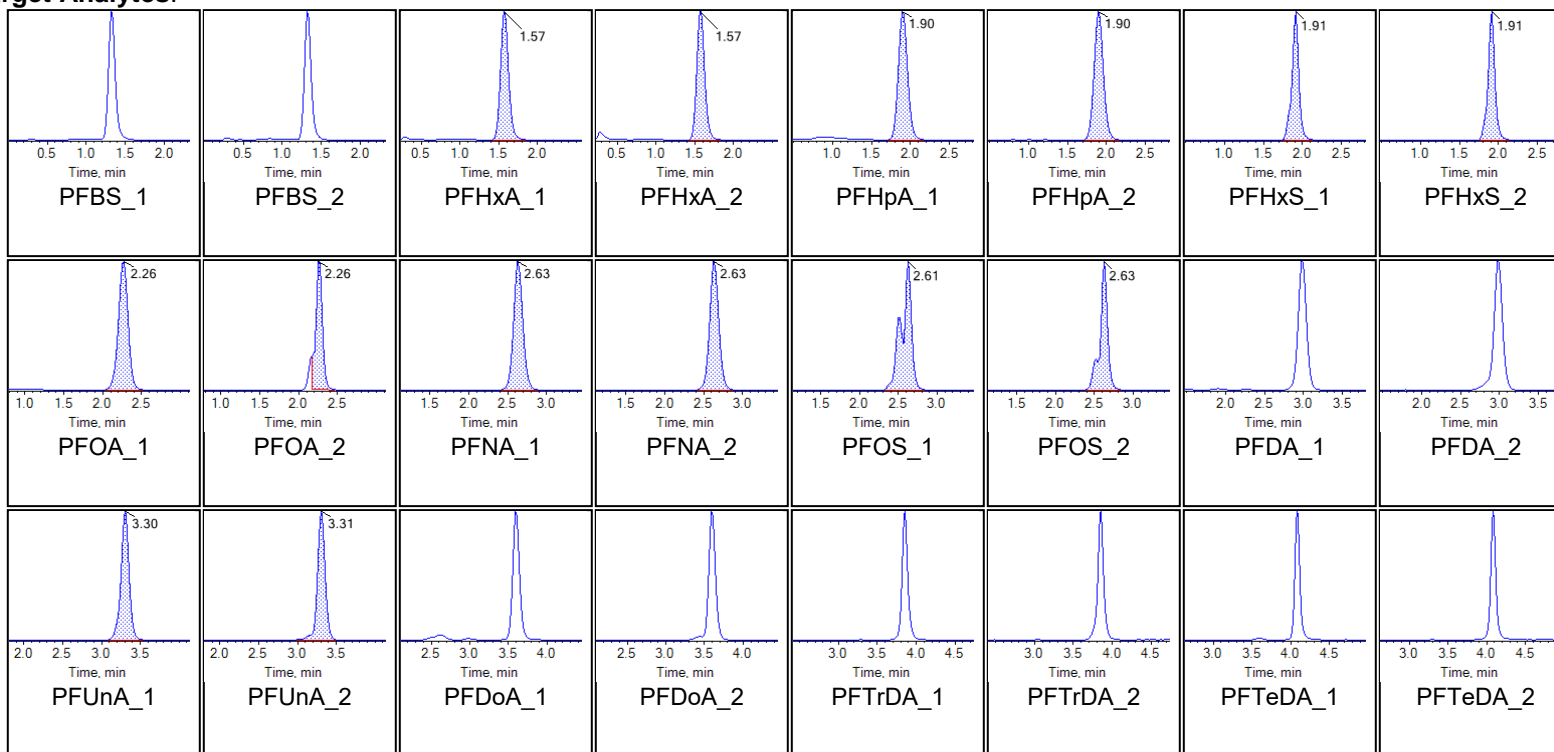 rget Analytes:
1.57 1.57 1.90 1.90 1.91 1.91
0.5 1.0 1.5 2.0 0.5 1.0 1.5 2.0 0.5 1.0 1.5 2.0 0.5 1.0 1.5 2.0 1.0 1.5 2.0 2.5 1.0 1.5 2.0 2.5 1.0 1.5 2.0 2.5 1.0 1.5 2.0 2.5
Time, min Time, min Time, min Time, min Time, min Time, min Time, min Time, min
PFBS_1 PFBS_2 PFHxA_1 PFHxA_2 PFHpA_1 PFHpA_2 PFHxS_1 PFHxS_2
2.26 2.26 2.63 2.63 2.61 2.63
1.0 1.5 2.0 2.5 1.0 1.5 2.0 2.5 1.5 2.0 2.5 3.0 1.5 2.0 2.5 3.0 1.5 2.0 2.5 3.0 1.5 2.0 2.5 3.0 2.0 2.5 3.0 3.5 2.0 2.5 3.0 3.5
Time, min Time, min Time, min Time, min Time, min Time, min Time, min Time, min
PFOA_1 PFOA_2 PFNA_1 PFNA_2 PFOS_1 PFOS_2 PFDA_1 PFDA_2
3.30 3.31
2.0 2.5 3.0 3.5 2.0 2.5 3.0 3.5 2.5 3.0 3.5 4.0 2.5 3.0 3.5 4.0 3.0 3.5 4.0 4.5 3.0 3.5 4.0 4.5 3.0 3.5 4.0 4.5 3.0 3.5 4.0 4.5
Time, min Time, min Time, min Time, min Time, min Time, min Time, min Time, min
PFUnA_1 PFUnA_2 PFDoA_1 PFDoA_2 PFTrDA_1 PFTrDA_2 PFTeDA_1 PFTeDA_2